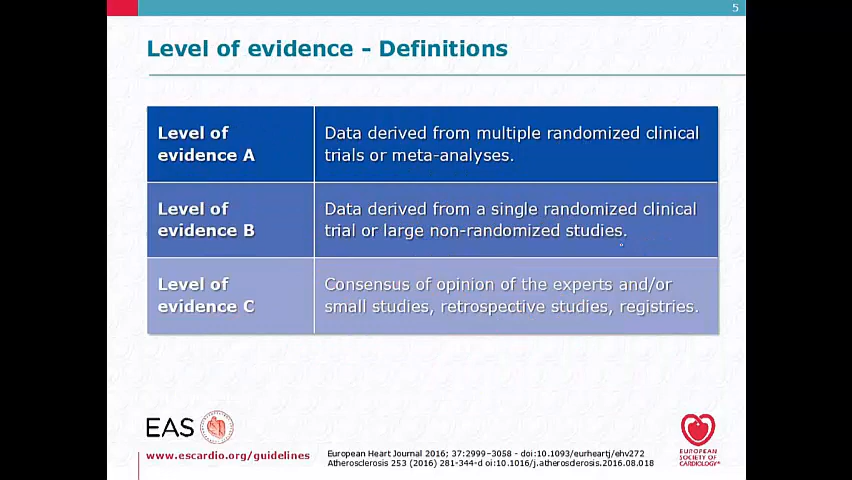 5
Level of evidence - Definitions
Level of
evidence A
Data derived from multiple randomized clinical
trials or meta-analyses.
Level of
evidence B
Data derived from a single randomized clinical
trial or large non-randomized studies.
Level of
evidence C
Consensus of opinion of the experts and/or
small studies, retrospective studies, registries.
EAS
www.escardio.org/guidelines
European Heart Journal 2016; 37:2999–3058 - doi:10.1093/eurheartj/ehv272
Atherosclerosis 253 (2016) 281-344-d oi:10.1016/j.atherosclerosis.2016.08.018
EUROPEAN
SOCIETY OF
CARDIOLOGY®